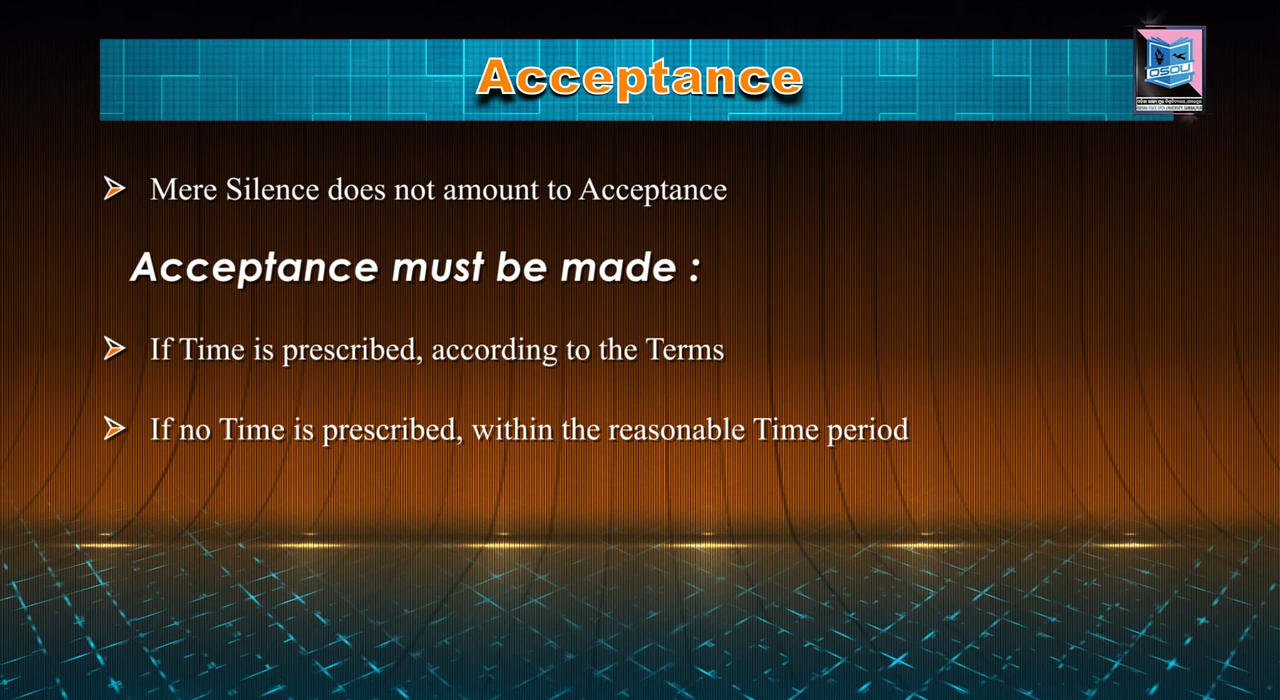 Acceptance
OSOU
Mere Silence does not amount to Acceptance
Acceptance must be made :
If Time is prescribed, according to the Terms
If no Time is prescribed, within the reasonable Time period